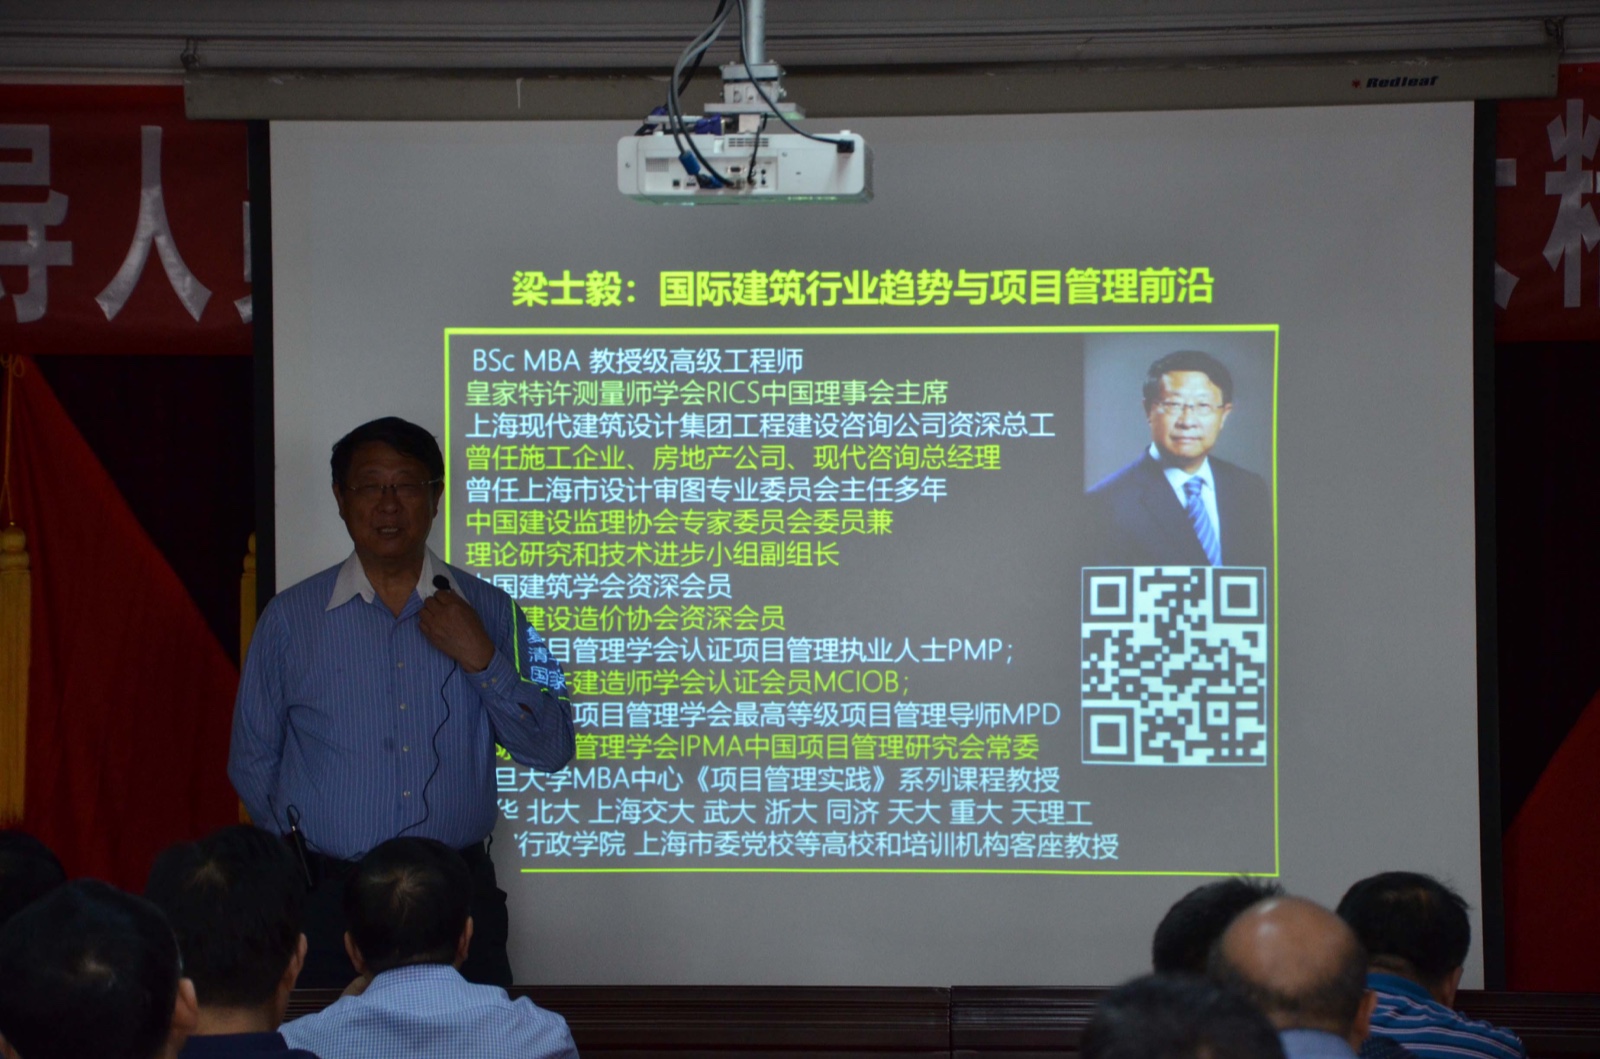 Redleaf
导人
精
梁士毅：国际建筑行业趋势与项目管理前沿
BSc MBA 教授级高级工程师
皇家特许测量师学会RICS中国理事会主席
上海现代建筑设计集团工程建设咨询公司资深总工
曾任施工企业、房地产公司、现代咨询总经理
曾任上海市设计审图专业委员会主任多年
中国建设监理协会专家委员会委员兼
理论研究和技术进步小组副组长
中国建筑学会资深会员
建设造价协会资深会员
项目管理学会认证项目管理执业人士PMP；
建造师学会认证会员MCIOB；
项目管理学会最高等级项目管理导师MPD
管理学会IPMA中国项目管理研究会常委
旦大学MBA中心《项目管理实践》系列课程教授
华 北大 上海交大 武大 浙大 同济 天大 重大 天理工
行政学院 上海市委党校等高校和培训机构客座教授